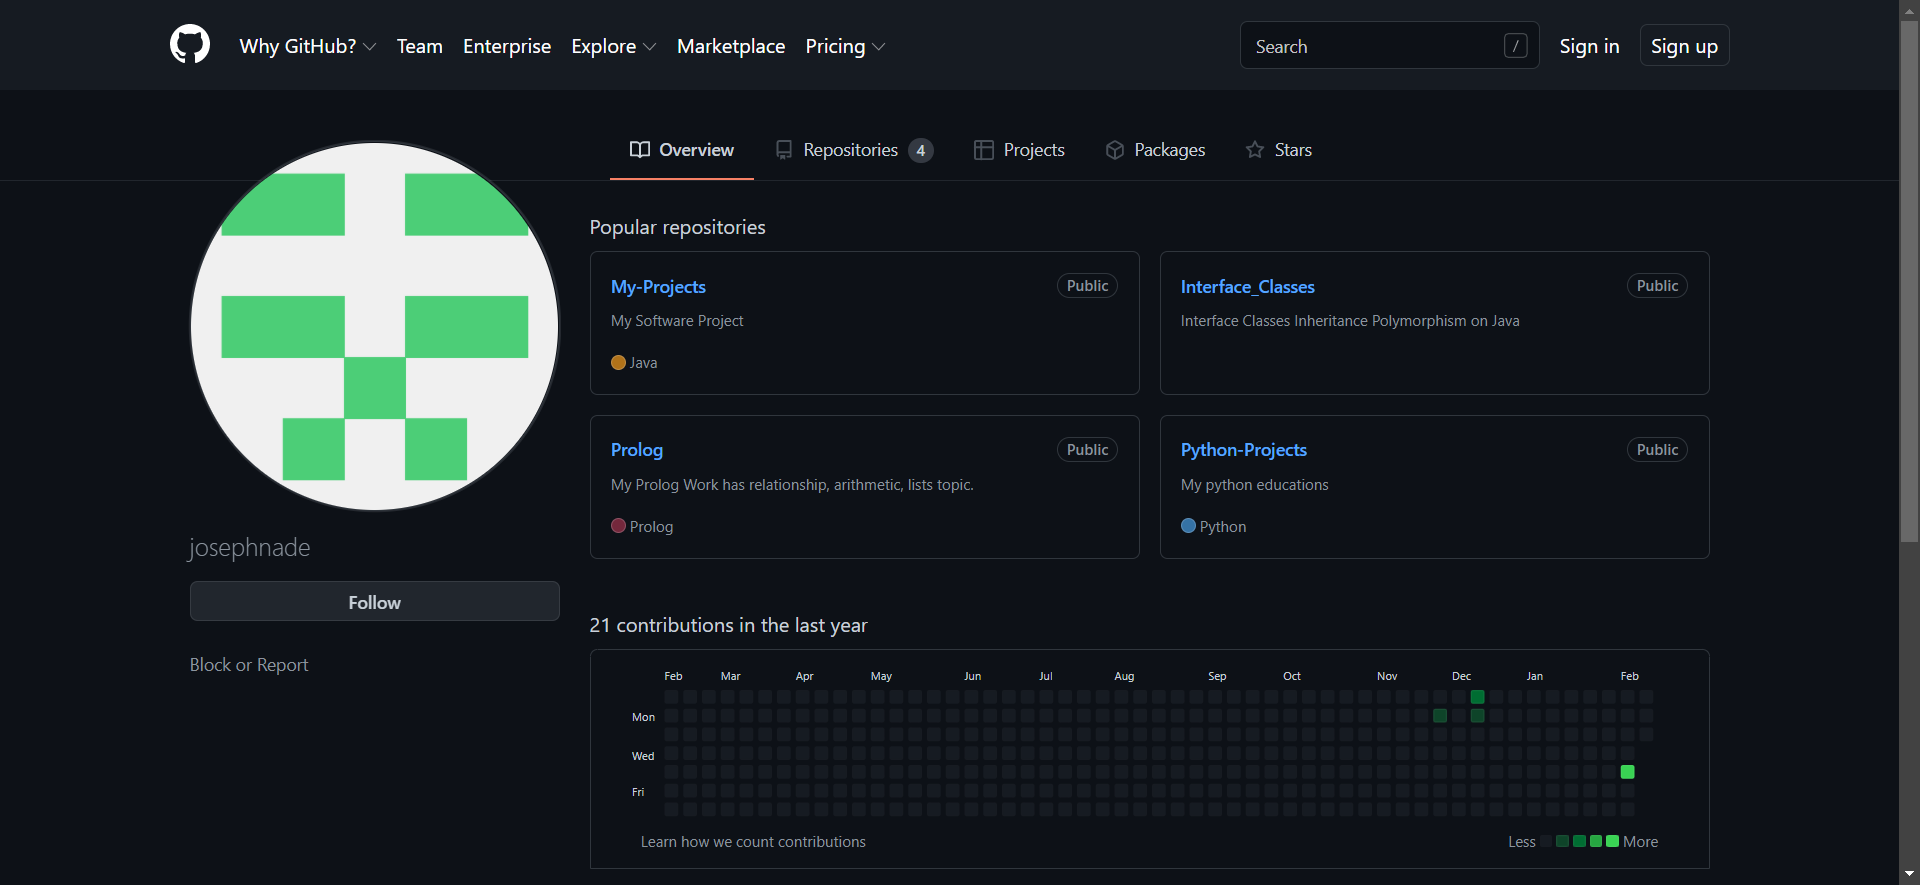 Why GitHub? Team Enterprise Explore Marketplace Pricing Search / Sign in Sign up
Overview Repositories 4 Projects Packages Stars
josephnade
Follow
Block or Report
Popular repositories
My-Projects Public
My Software Project
Java
Interface_Classes Public
Interface Classes Inheritance Polymorphism on Java
Prolog Public
My Prolog Work has relationship, arithmetic, lists topic.
Prolog
Python-Projects Public
My python educations
Python
21 contributions in the last year
Feb Mar Apr May Jun Jul Aug Sep Oct Nov Dec Jan Feb
Mon
Wed
Fri
Learn how we count contributions Less More